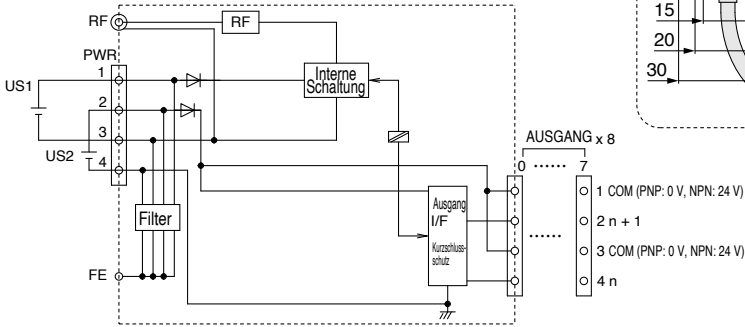 RF
RF
PWR
1
2
3
4
US1
US2
Interne
Schaltung
Filter
FE
Ausgang
I/F
Kurzschluss-
schutz
AUSGANG x 8
0 ...... 7
......
1 COM (PNP: 0 V, NPN: 24 V)
2 n + 1
3 COM (PNP: 0 V, NPN: 24 V)
4 n
15
20
30